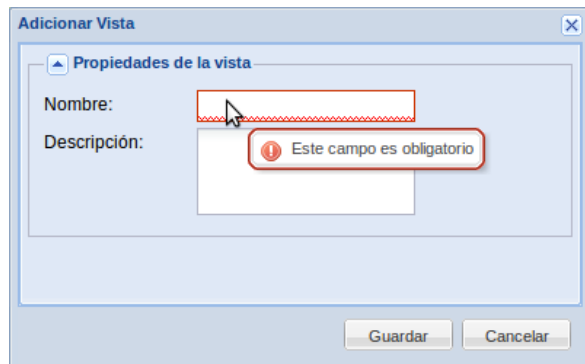 Adicionar Vista
Propiedades de la vista
Nombre:
Descripción:
Este campo es obligatorio
Guardar
Cancelar